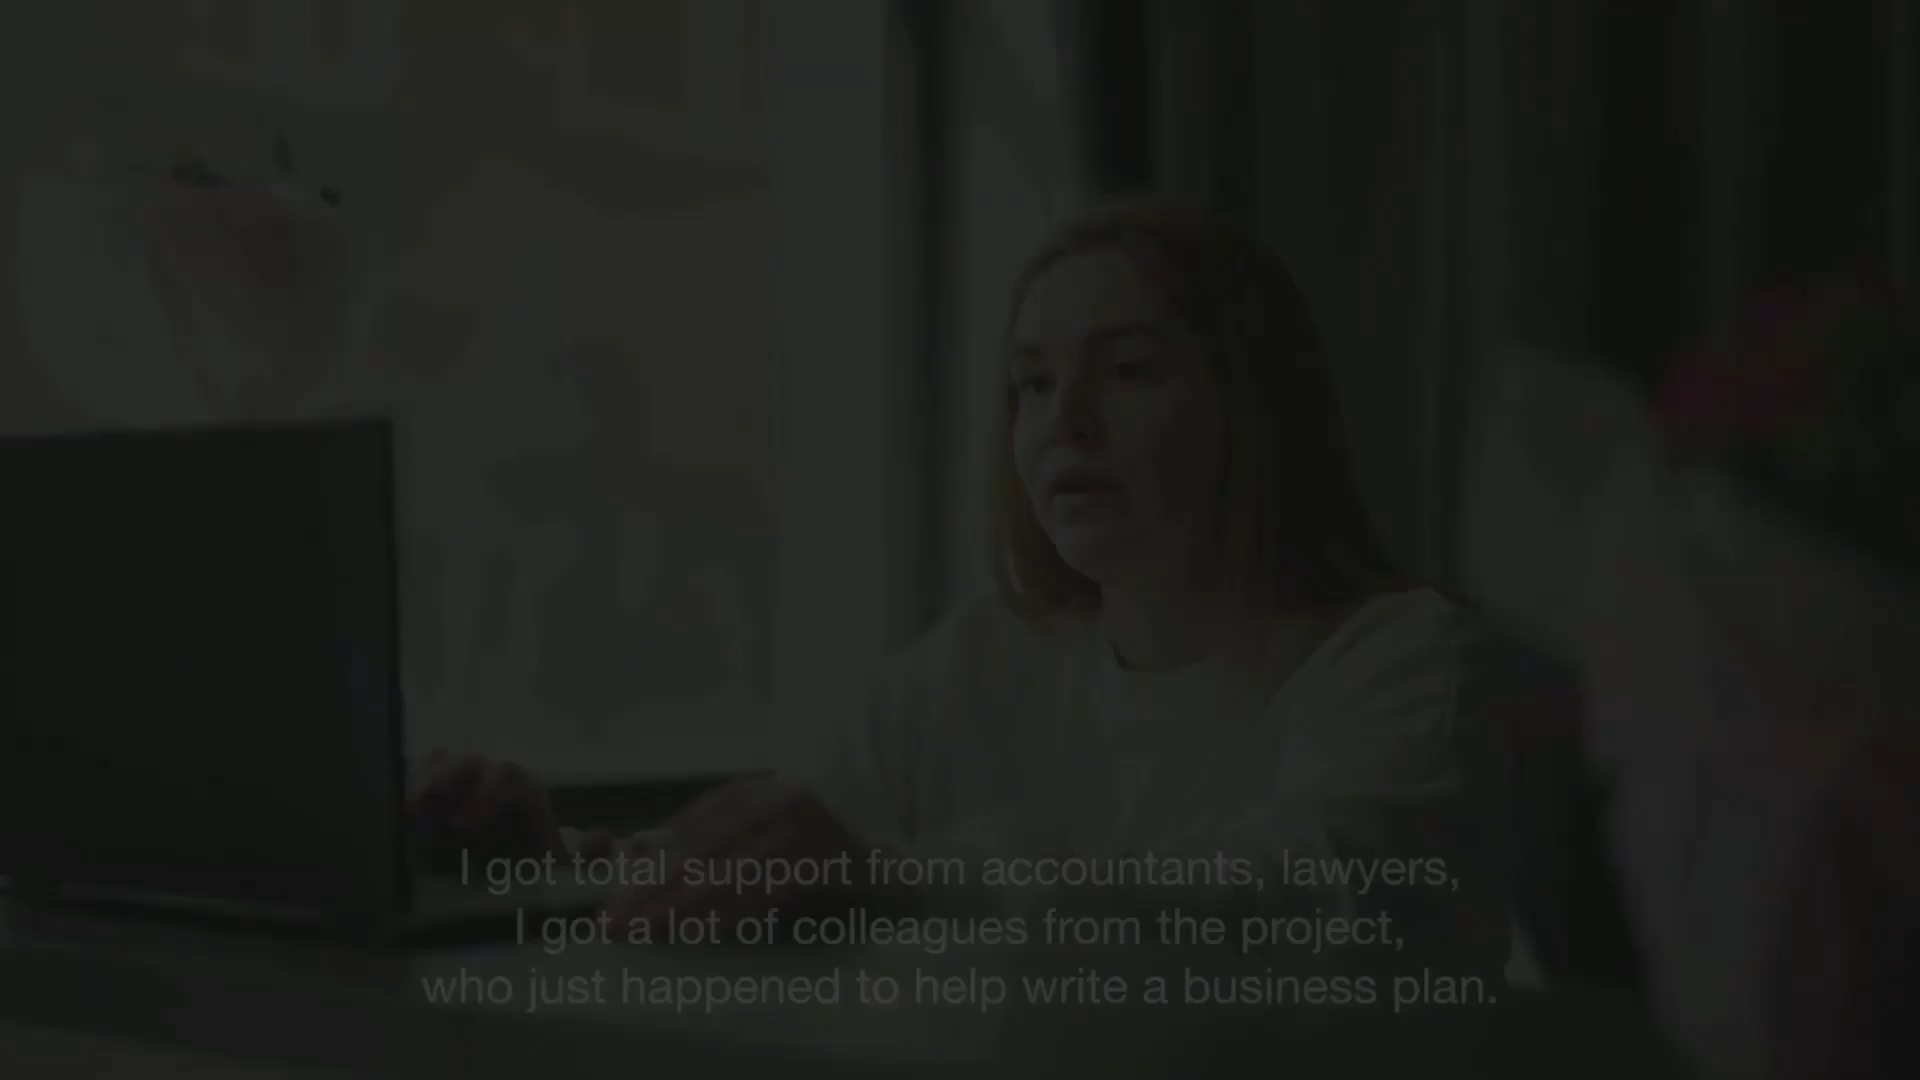 I got total support from accountants, lawyers,
I got a lot of colleagues from the project,
who just happened to help write a business plan.